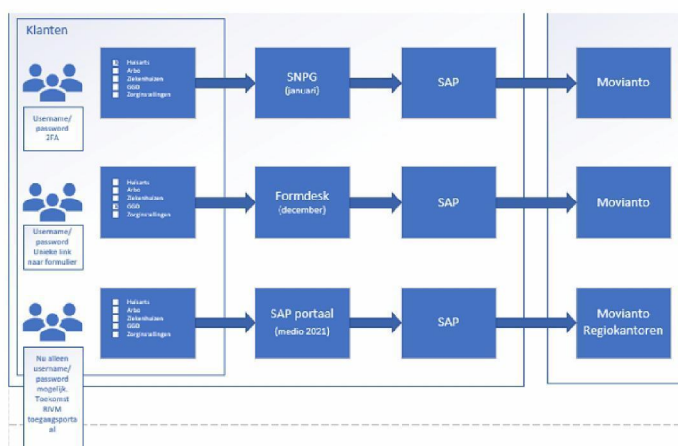 Klanten
Huisarts
Arbo
Ziekenhuizen
GGD
Zorginstellingen
SNPG
(januari)
SAP
Movianto
Username/
password
2FA
Huisarts
Arbo
Ziekenhuizen
GGD
Zorginstellingen
Formdesk
(december)
SAP
Movianto
Username/
password
Unieke link
naar formulier
Huisarts
Arbo
Ziekenhuizen
GGD
Zorginstellingen
SAP portaal
(medio 2021)
SAP
Movianto
Regiokantoren
Nu alleen
username/
password
mogelijk.
Toekomst
RIVM
toegangsporta
al